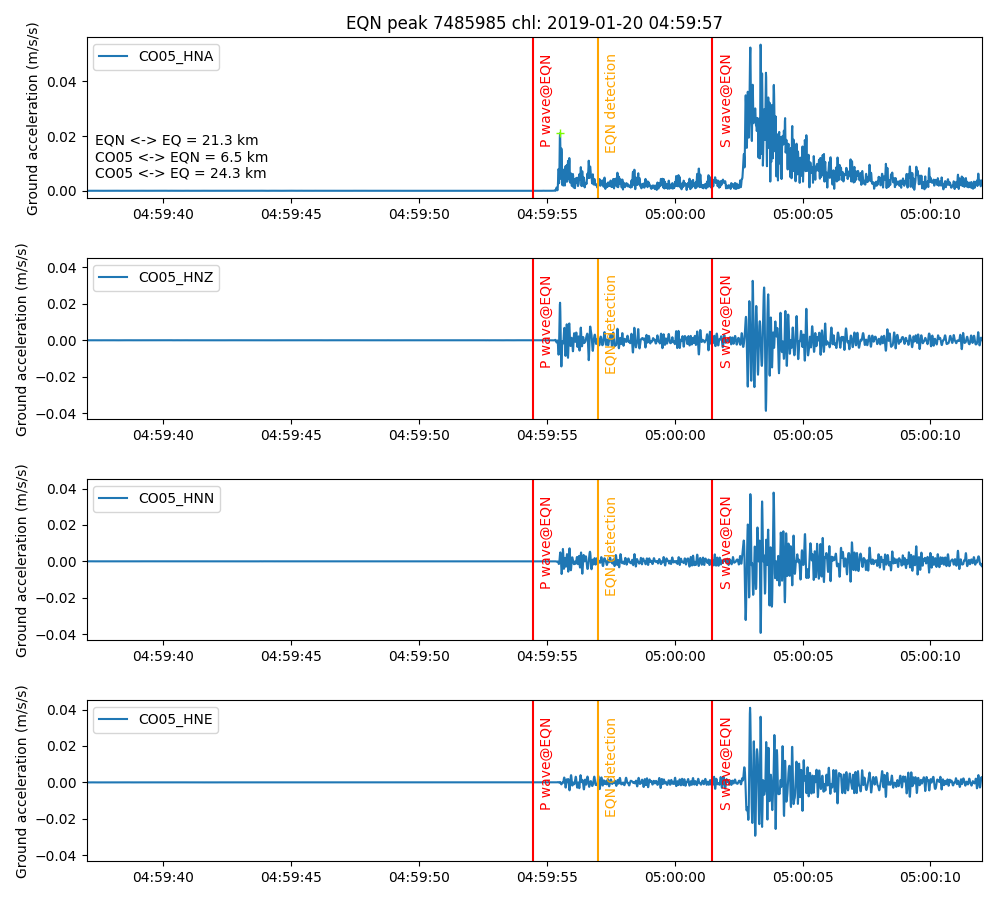 EQN peak 7485985 chl: 2019-01-20 04:59:57
Ground acceleration (m/s/s)
0.04
0.02
0.00
CO05_HNA
EQN <-> EQ = 21.3 km
CO05 <-> EQN = 6.5 km
CO05 <-> EQ = 24.3 km
P wave@EQN
EQN detection
S wave@EQN
04:59:40 04:59:45 04:59:50 04:59:55 05:00:00 05:00:05 05:00:10
Ground acceleration (m/s/s)
0.04
0.02
0.00
−0.02
−0.04
CO05_HNZ
P wave@EQN
EQN detection
S wave@EQN
04:59:40 04:59:45 04:59:50 04:59:55 05:00:00 05:00:05 05:00:10
Ground acceleration (m/s/s)
0.04
0.02
0.00
−0.02
−0.04
CO05_HNN
P wave@EQN
EQN detection
S wave@EQN
04:59:40 04:59:45 04:59:50 04:59:55 05:00:00 05:00:05 05:00:10
Ground acceleration (m/s/s)
0.04
0.02
0.00
−0.02
−0.04
CO05_HNE
P wave@EQN
EQN detection
S wave@EQN
04:59:40 04:59:45 04:59:50 04:59:55 05:00:00 05:00:05 05:00:10